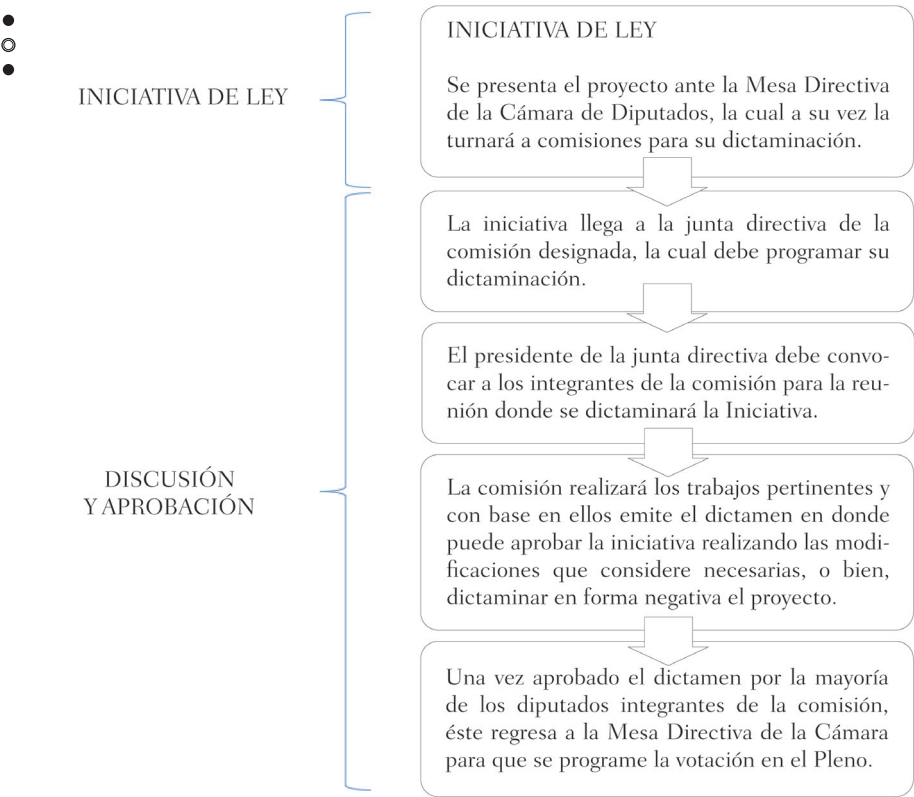 INICIATIVA DE LEY
INICIATIVA DE LEY
Se presenta el proyecto ante la Mesa Directiva
de la Cámara de Diputados, la cual a su vez la
turnará a comisiones para su dictaminación.
DISCUSIÓN
Y APROBACIÓN
La iniciativa llega a la junta directiva de la
comisión designada, la cual debe programar su
dictaminación.
El presidente de la junta directiva debe convo-
car a los integrantes de la comisión para la reu-
nión donde se dictaminará la Iniciativa.
La comisión realizará los trabajos pertinentes y
con base en ellos emite el dictamen en donde
puede aprobar la iniciativa realizando las modi-
ficaciones que considere necesarias, o bien,
dictaminar en forma negativa el proyecto.
Una vez aprobado el dictamen por la mayoría
de los diputados integrantes de la comisión,
éste regresa a la Mesa Directiva de la Cámara
para que se programe la votación en el Pleno.